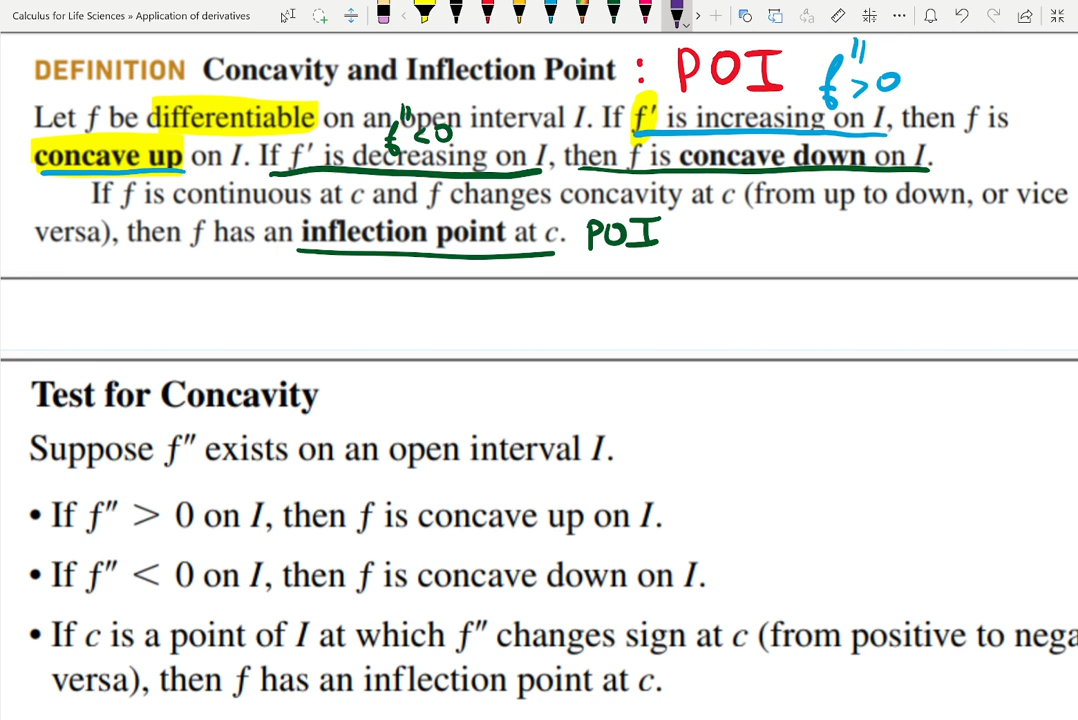 Calculus for Life Sciences » Application of derivatives
DEFINITION Concavity and Inflection Point : POI f″>0
Let f be differentiable on an open interval I. If f′ is increasing on I, then f is
f″<0
concave up on I. If f′ is decreasing on I, then f is concave down on I.
If f is continuous at c and f changes concavity at c (from up to down, or vice
versa), then f has an inflection point at c. POI
Test for Concavity
Suppose f″ exists on an open interval I.
• If f″ > 0 on I, then f is concave up on I.
• If f″ < 0 on I, then f is concave down on I.
• If c is a point of I at which f″ changes sign at c (from positive to nega
versa), then f has an inflection point at c.